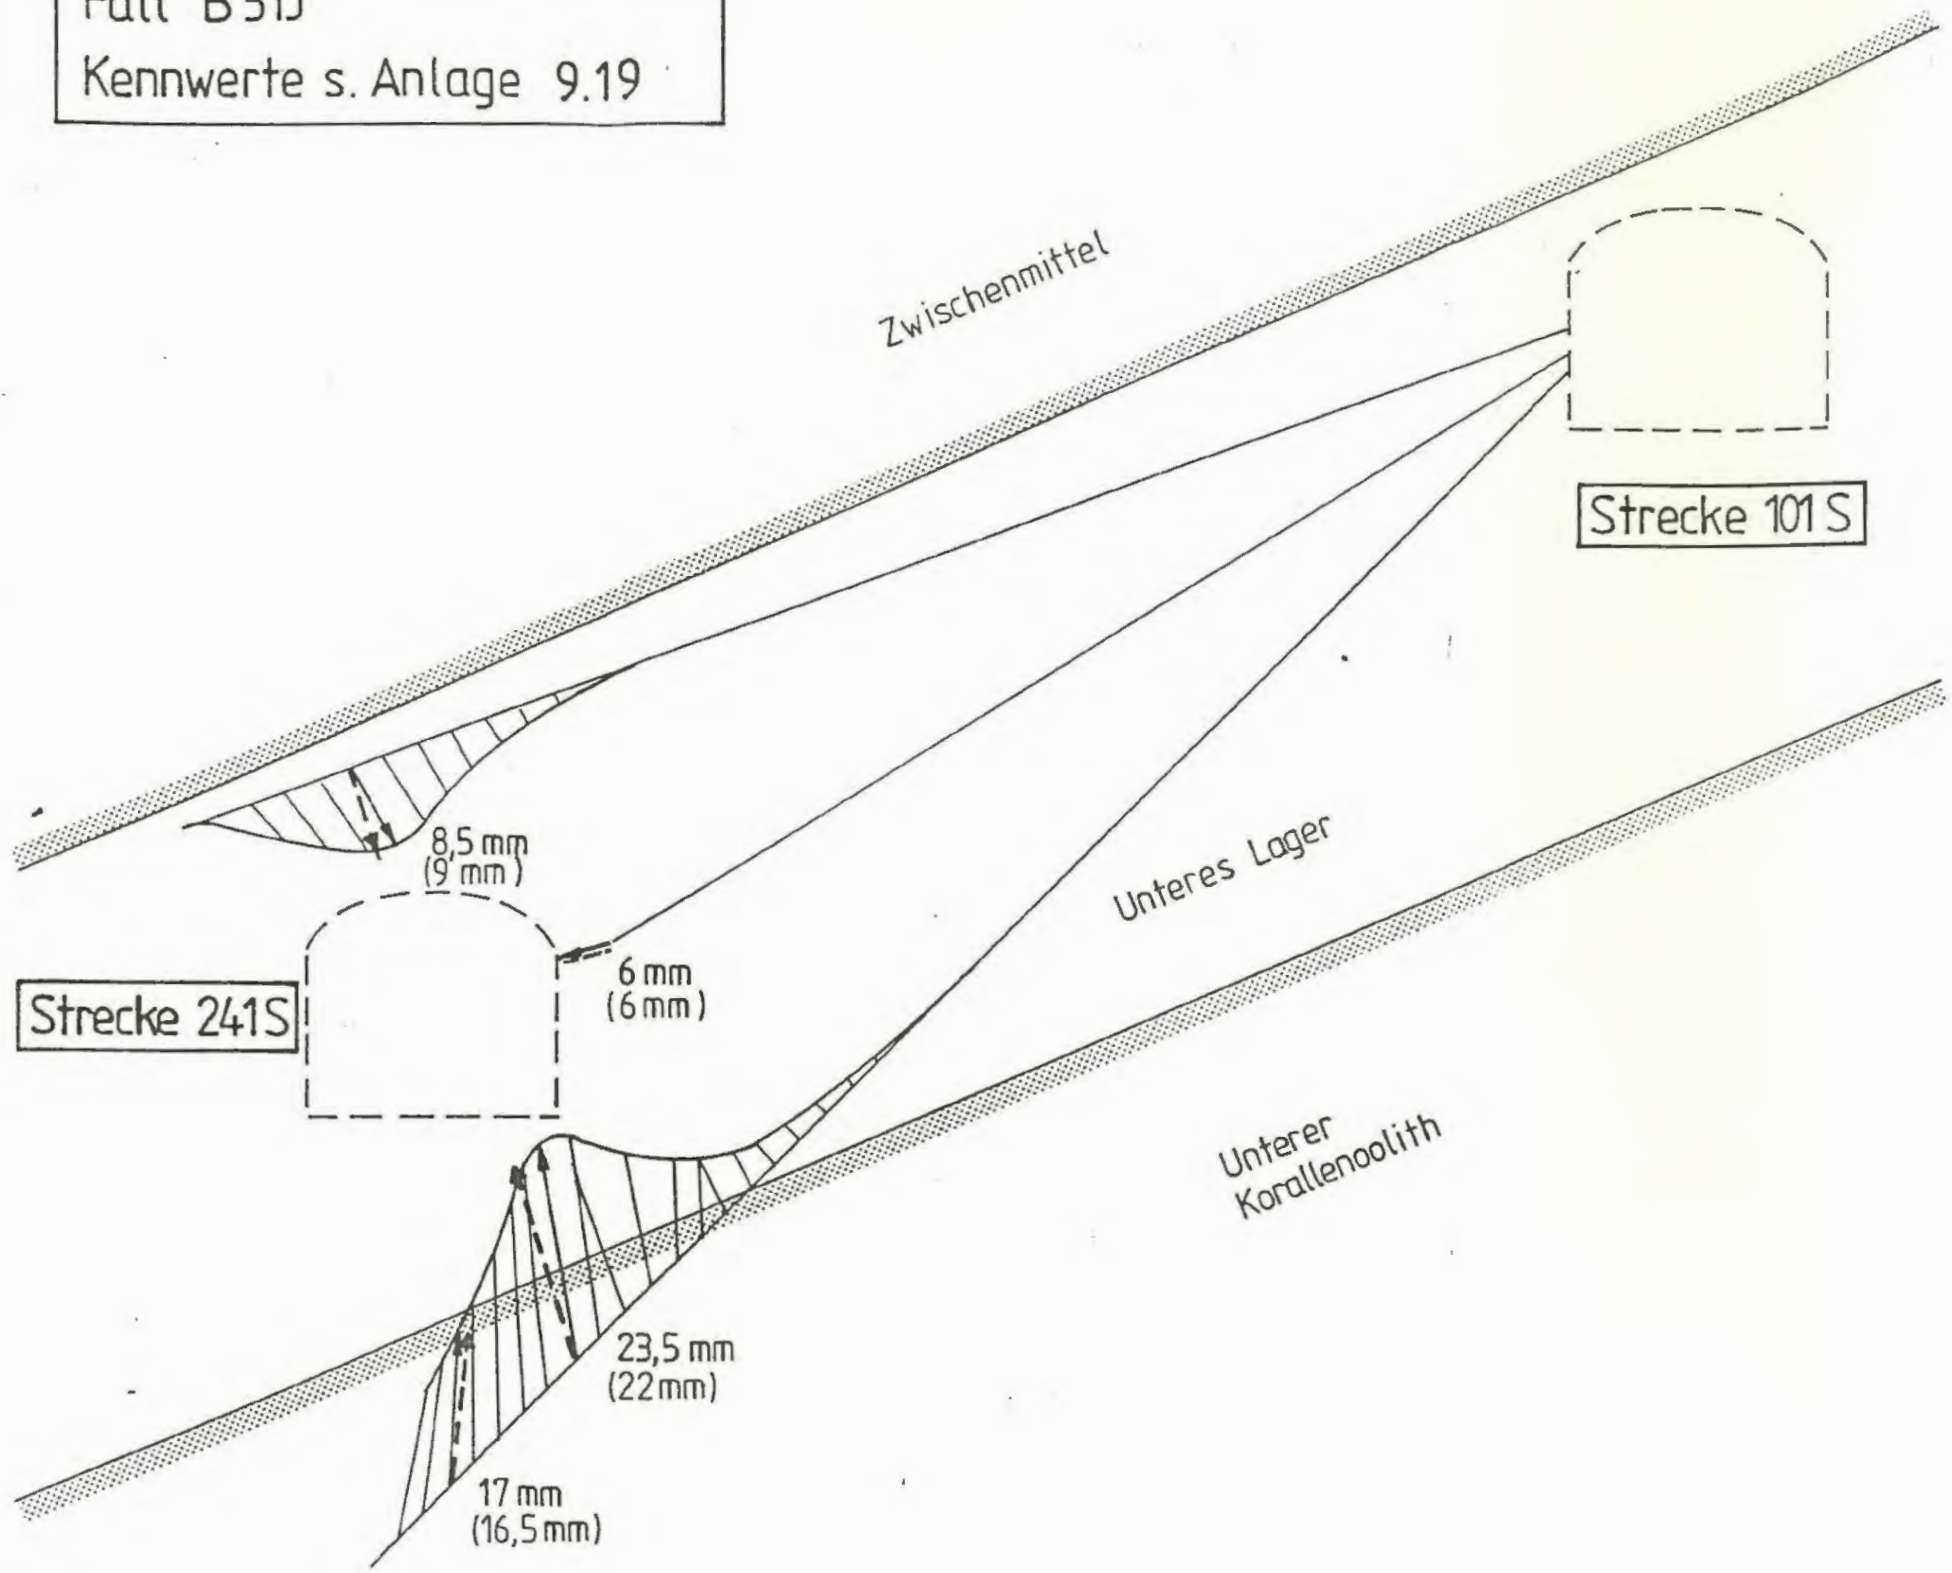 Kennwerte s. Anlage 9.19
Zwischenmittel
Strecke 101 S
8,5 mm
(9 mm)
Unteres Lager
6 mm
(6 mm)
Strecke 241 S
Unterer
Korallenoolith
23,5 mm
(22 mm)
17 mm
(16,5 mm)